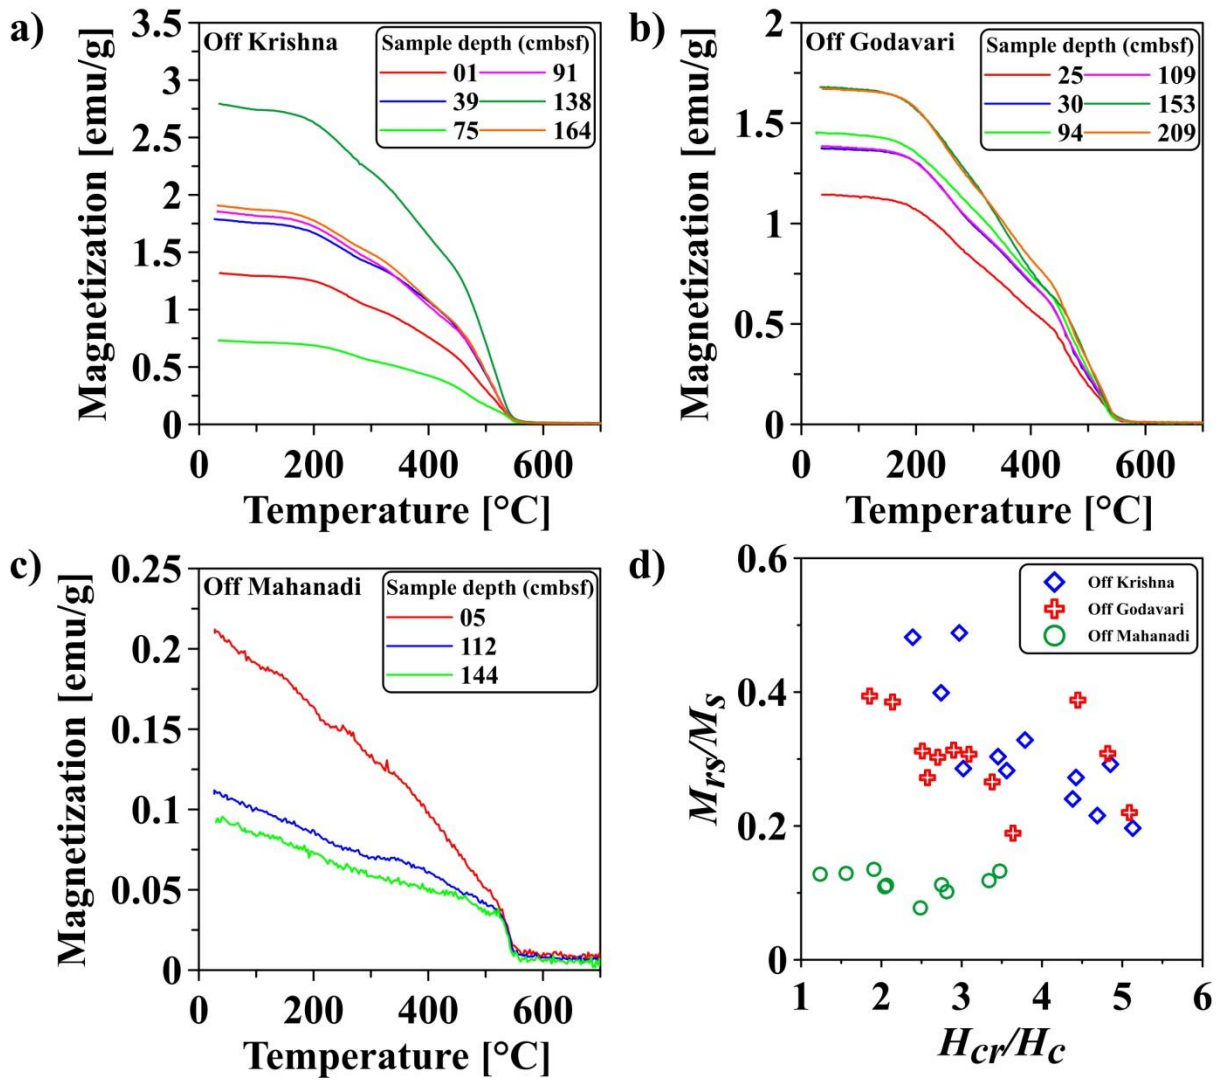 a)
Off Krishna
Sample depth (cmbsf)
01 91
39 138
75 164
Magnetization [emu/g]
3.5
3
2.5
2
1.5
1
0.5
0
0 200 400 600
Temperature [°C]
b)
Off Godavari
Sample depth (cmbsf)
25 109
30 153
94 209
Magnetization [emu/g]
2
1.5
1
0.5
0
0 200 400 600
Temperature [°C]
c)
Off Mahanadi
Sample depth (cmbsf)
05
112
144
Magnetization [emu/g]
0.25
0.2
0.15
0.1
0.05
0
0 200 400 600
Temperature [°C]
d)
Off Krishna
Off Godavari
Off Mahanadi
Mrs/Ms
0.6
0.4
0.2
0
1 2 3 4 5 6
Hcr/Hc